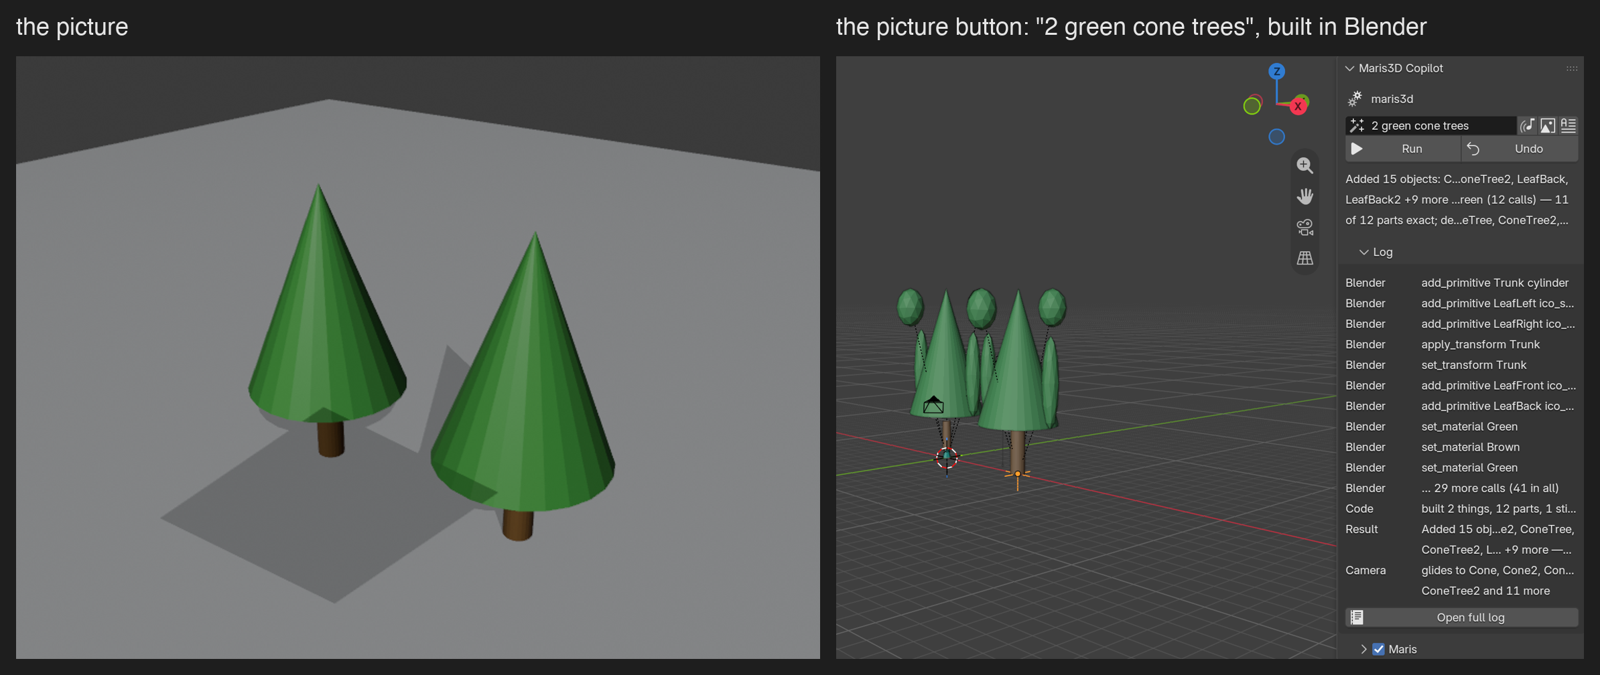 the picture
the picture button: "2 green cone trees", built in Blender
Z
X
Maris3D Copilot
maris3d
2 green cone trees
Run
Undo
Added 15 objects: C...oneTree2, LeafBack,
LeafBack2 +9 more ...reen (12 calls) — 11
of 12 parts exact; de...eTree, ConeTree2,...
Log
Blender add_primitive Trunk cylinder
Blender add_primitive LeafLeft ico_s...
Blender add_primitive LeafRight ico_...
Blender apply_transform Trunk
Blender set_transform Trunk
Blender add_primitive LeafFront ico_...
Blender add_primitive LeafBack ico_...
Blender set_material Green
Blender set_material Brown
Blender set_material Green
Blender ... 29 more calls (41 in all)
Code built 2 things, 12 parts, 1 sti...
Result Added 15 obj...e2, ConeTree,
ConeTree2, L... +9 more —...
Camera glides to Cone, Cone2, Con...
ConeTree2 and 11 more
Open full log
Maris